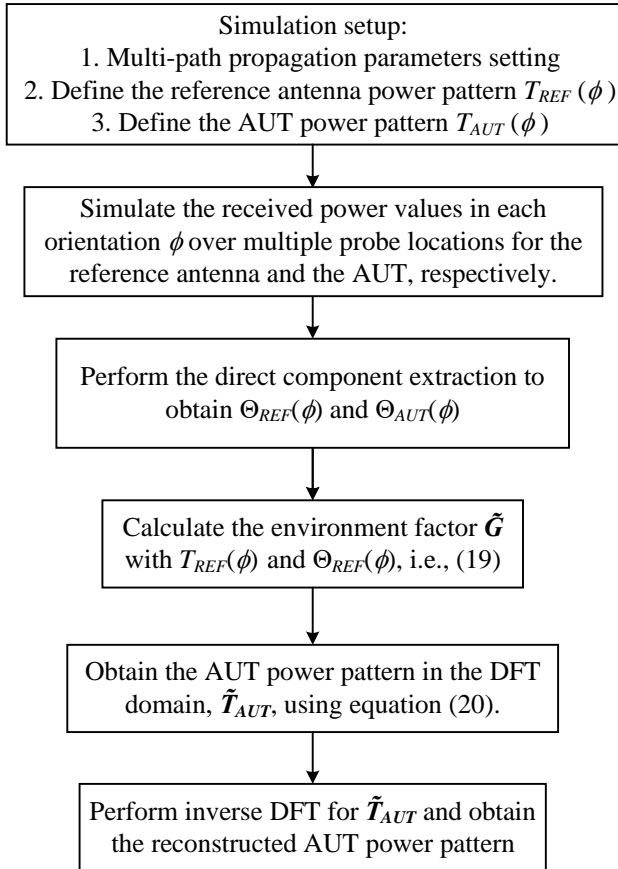 Simulation setup:
1. Multi-path propagation parameters setting
2. Define the reference antenna power pattern T_REF (ϕ)
3. Define the AUT power pattern T_AUT (ϕ)
Simulate the received power values in each
orientation ϕ over multiple probe locations for the
reference antenna and the AUT, respectively.
Perform the direct component extraction to
obtain Θ_REF(ϕ) and Θ_AUT(ϕ)
Calculate the environment factor G̃
with T_REF(ϕ) and Θ_REF(ϕ), i.e., (19)
Obtain the AUT power pattern in the DFT
domain, T̃_AUT, using equation (20).
Perform inverse DFT for T̃_AUT and obtain
the reconstructed AUT power pattern